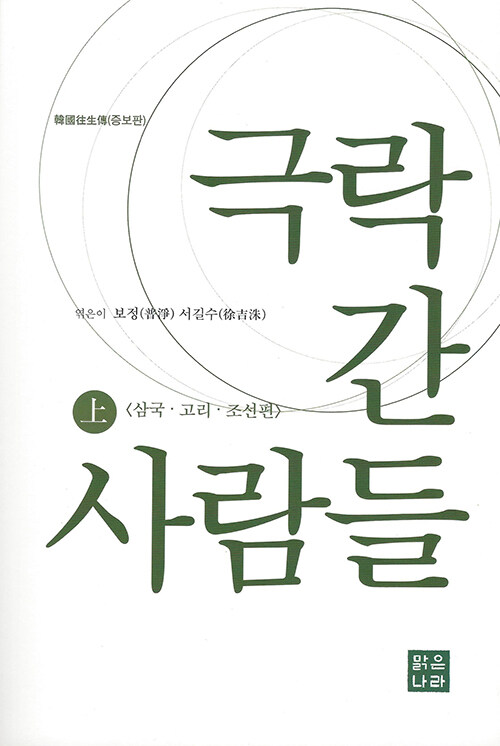 韓國往生傳(증보판)
극락
간
엮은이 보정(普淨) 서길수(徐吉洙)
上 〈삼국·고리·조선편〉
사람들
맑은
나라